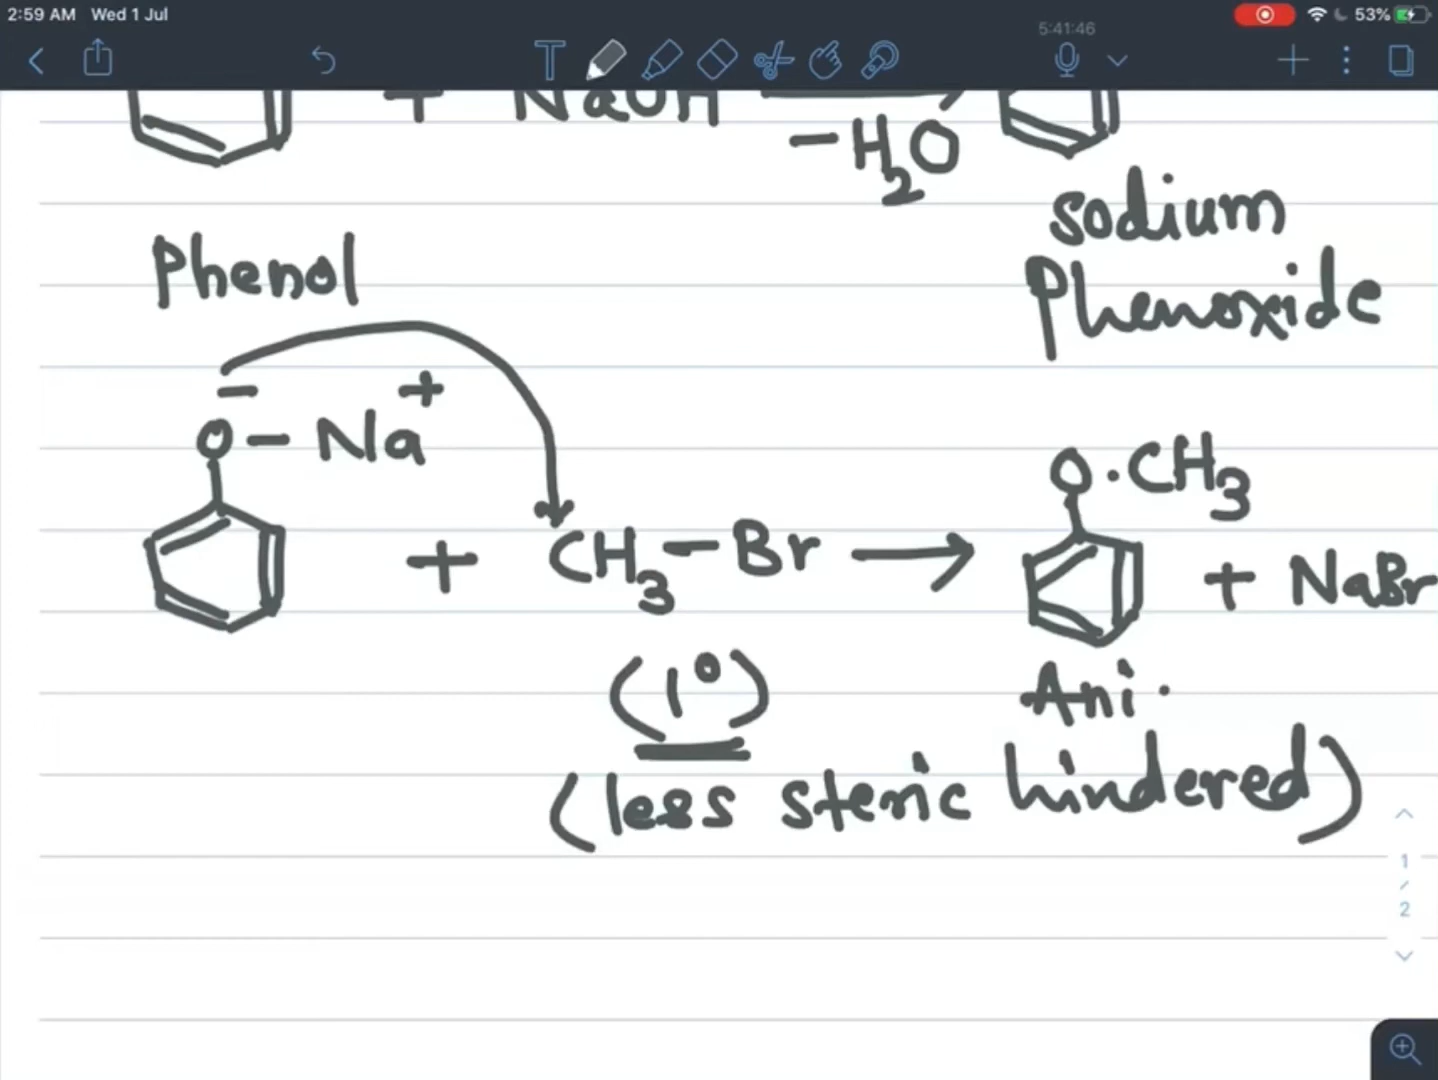 2:59 AM Wed 1 Jul
53%
5:41:46
T
+ NaOH
-H2O
sodium
Phenoxide
Phenol
- +
O - Na
O·CH3
+ CH3 - Br → + NaBr
(1°)
Ani·
(less steric hindered)
1
/
2